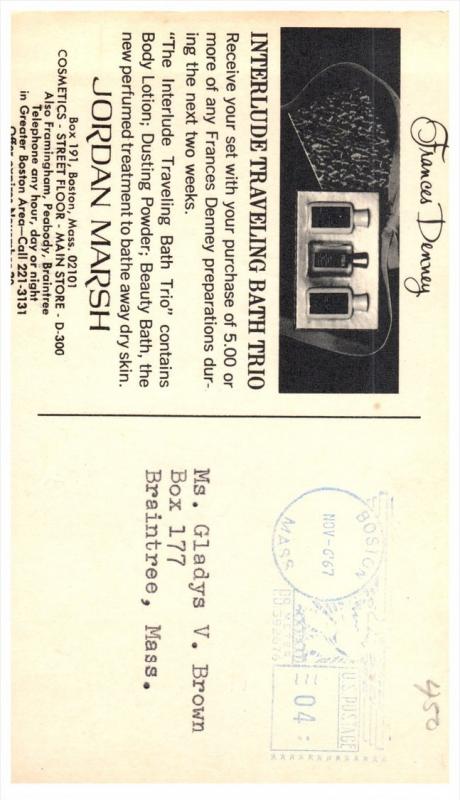 Frances Denney
INTERLUDE TRAVELING BATH TRIO
Receive your set with your purchase of 5.00 or
more of any Frances Denney preparations dur-
ing the next two weeks.
"The Interlude Traveling Bath Trio" contains
Body Lotion; Dusting Powder; Beauty Bath, the
new perfumed treatment to bathe away dry skin.
JORDAN MARSH
Box 191, Boston, Mass. 02101
COSMETICS - STREET FLOOR - MAIN STORE - D-300
Also Framingham, Peabody, Braintree
Telephone any hour, day or night
in Greater Boston Area—Call 221-3131
450
BOSTON
NOV-6'67
MASS
U.S. POSTAGE
04
Ms. Gladys V. Brown
Box 177
Braintree, Mass.